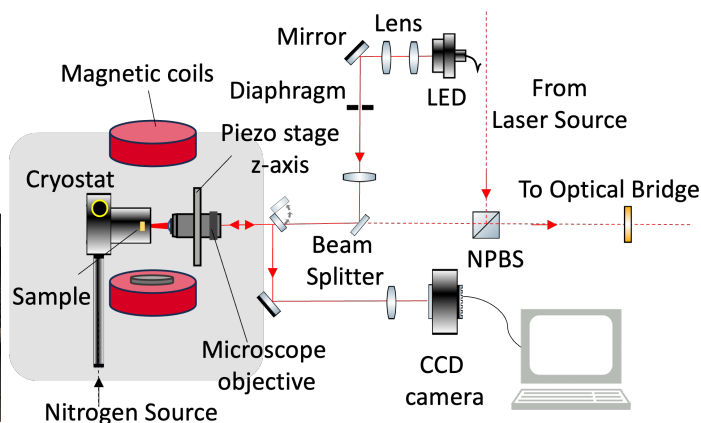 Mirror
Lens
LED
Magnetic coils
Diaphragm
From
Laser Source
Piezo stage
z-axis
Cryostat
To Optical Bridge
Beam
Splitter
NPBS
Sample
Microscope
objective
CCD
camera
Nitrogen Source